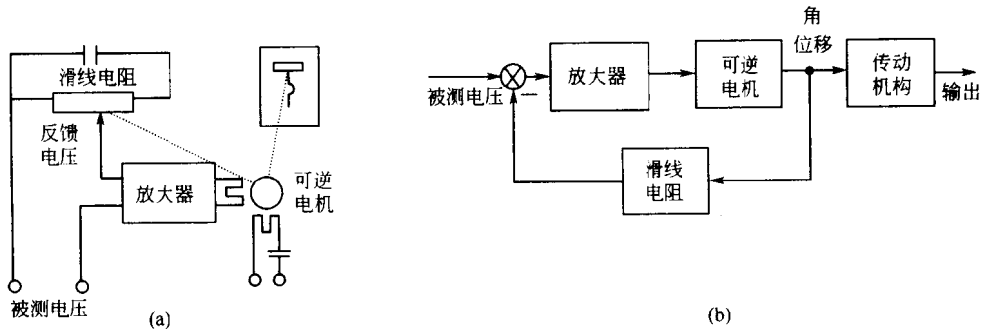 滑线电阻
反馈
电压
放大器
可逆
电机
被测电压
(a)
角
位移
被测电压
放大器
可逆
电机
传动
机构
输出
滑线
电阻
(b)